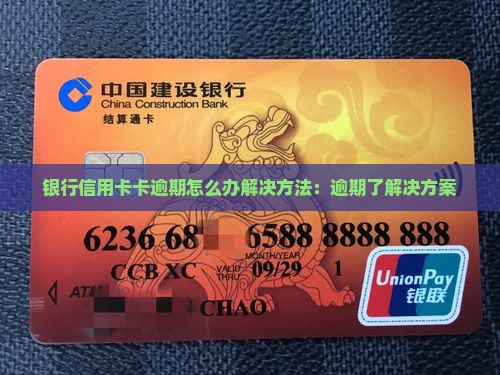 中国建设银行
China Construction Bank
结算通卡
银行信用卡卡逾期怎么办解决方法：逾期了解决方案
6236 68 6588 8888 888
MONTH/YEAR
CCB XC VALID THRU 09/29 1
ATM
CHAO
UnionPay
银联